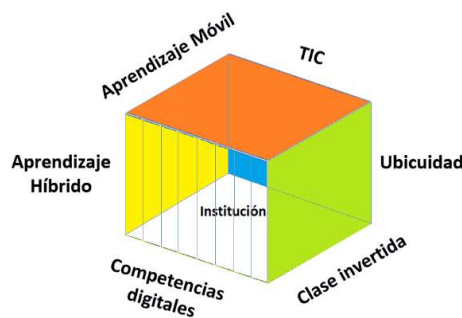 Aprendizaje Móvil
TIC
Aprendizaje
Híbrido
Ubicuidad
Institución
Competencias
digitales
Clase invertida